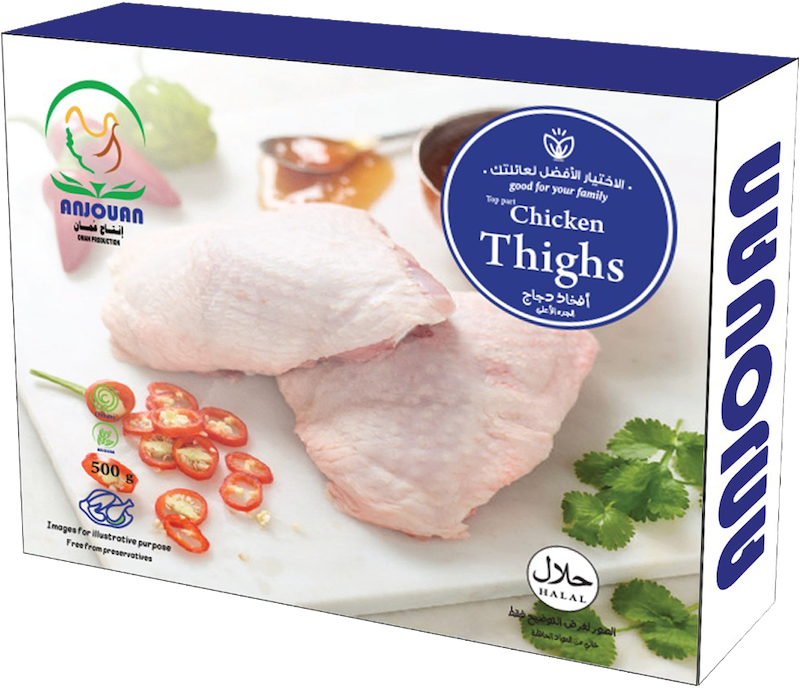 ANJOUAN
إنتاج عُمان
OMAN PRODUCTION
الاختيار الأفضل لعائلتك
good for your family
Top part
Chicken
Thighs
أفخاذ دجاج
الجزء الأعلى
500 g
Images for illustrative purpose
Free from preservatives
حلال
HALAL
الصور لغرض التوضيح فقط
خالي من المواد الحافظة
ANJOUAN